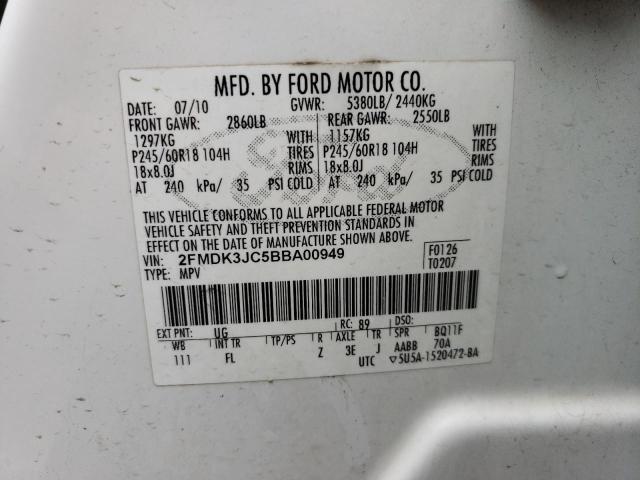 MFD. BY FORD MOTOR CO.
DATE: 07/10 GVWR: 5380LB/ 2440KG
FRONT GAWR: 2860LB REAR GAWR: 2550LB
1297KG WITH 1157KG WITH
P245/60R18 104H TIRES P245/60R18 104H TIRES
18x8.0J RIMS 18x8.0J RIMS
AT 240 kPa/ 35 PSI COLD AT 240 kPa/ 35 PSI COLD
THIS VEHICLE CONFORMS TO ALL APPLICABLE FEDERAL MOTOR
VEHICLE SAFETY AND THEFT PREVENTION STANDARDS IN
EFFECT ON THE DATE OF MANUFACTURE SHOWN ABOVE.
VIN: 2FMDK3JC5BBA00949 F0126
TYPE: MPV T0207
EXT PNT: UG RC: 89 DSO:
WB TP/PS R AXLE TR SPR BQ11F
111 FL Z 3E J AABB 70A
UTC ▽5U5A-1520472-BA